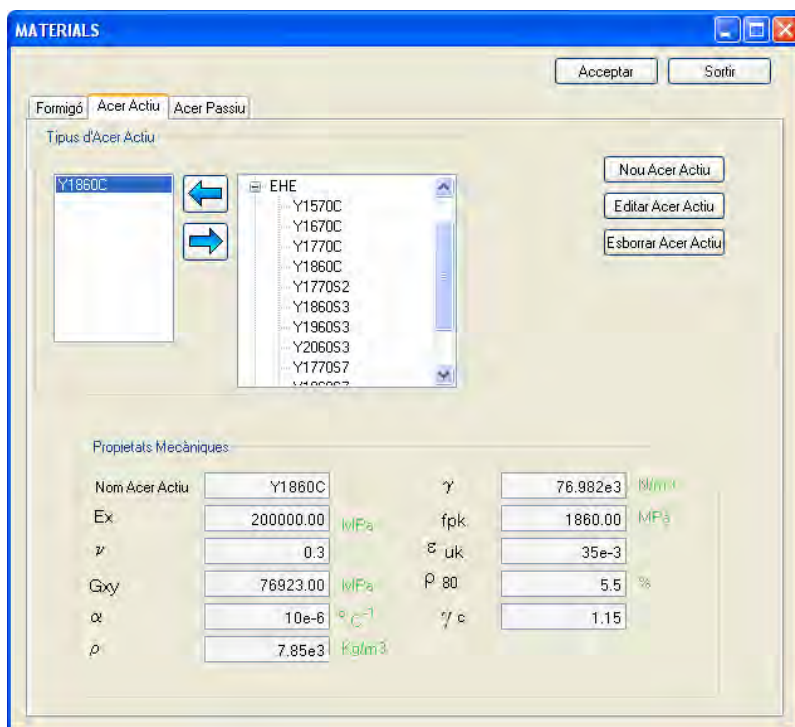 MATERIALS
Acceptar Sortir
Formigó Acer Actiu Acer Passiu
Tipus d'Acer Actiu
Y1860C
EHE
Y1570C
Y1670C
Y1770C
Y1860C
Y1770S2
Y1860S3
Y1960S3
Y2060S3
Y1770S7
Y1860S7
Nou Acer Actiu
Editar Acer Actiu
Esborrar Acer Actiu
Propietats Mecàniques
Nom Acer Actiu Y1860C γ 76.982e3 N/m3
Ex 200000.00 MPa fpk 1860.00 MPa
ν 0.3 ε uk 35e-3
Gxy 76923.00 MPa ρ 80 5.5 %
α 10e-6 º C⁻¹ γ c 1.15
ρ 7.85e3 Kg/m3